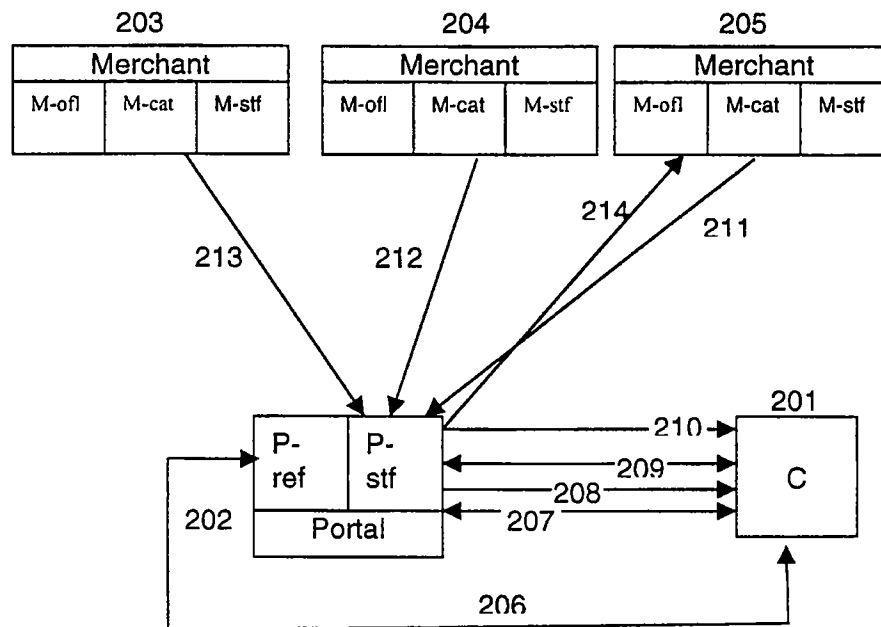 203 204 205
Merchant Merchant Merchant
M-ofl M-cat M-stf M-ofl M-cat M-stf M-ofl M-cat M-stf
214
211
213 212
201
P-ref P-stf
210
209
C
208
202 Portal 207
206